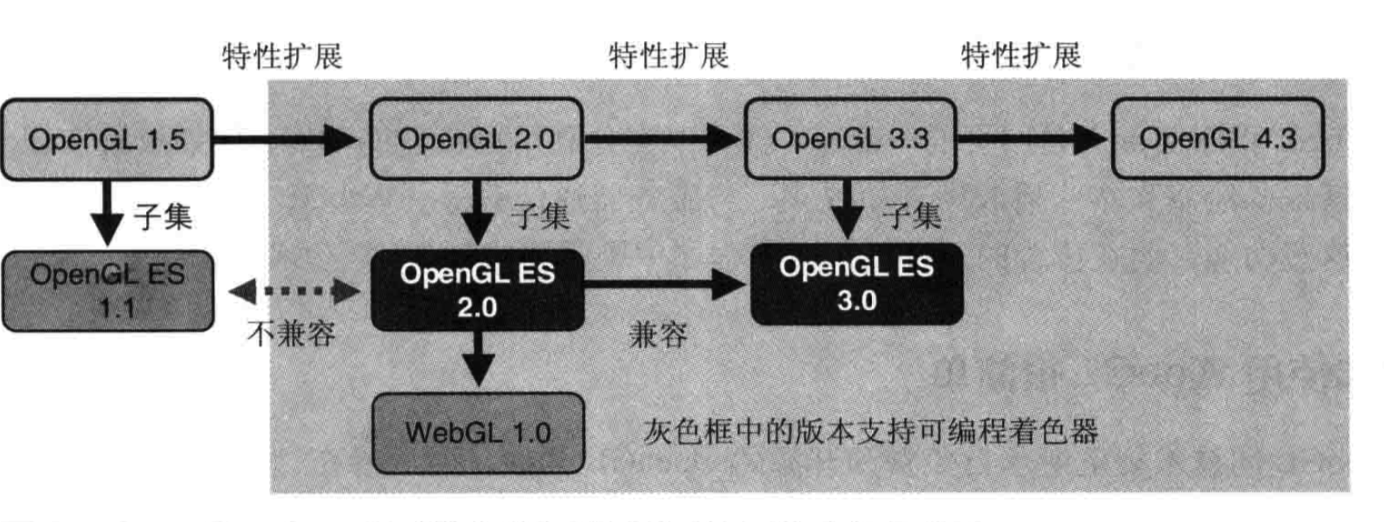 特性扩展
特性扩展
特性扩展
OpenGL 1.5
OpenGL 2.0
OpenGL 3.3
OpenGL 4.3
子集
子集
子集
OpenGL ES
1.1
OpenGL ES
2.0
OpenGL ES
3.0
不兼容
兼容
WebGL 1.0
灰色框中的版本支持可编程着色器